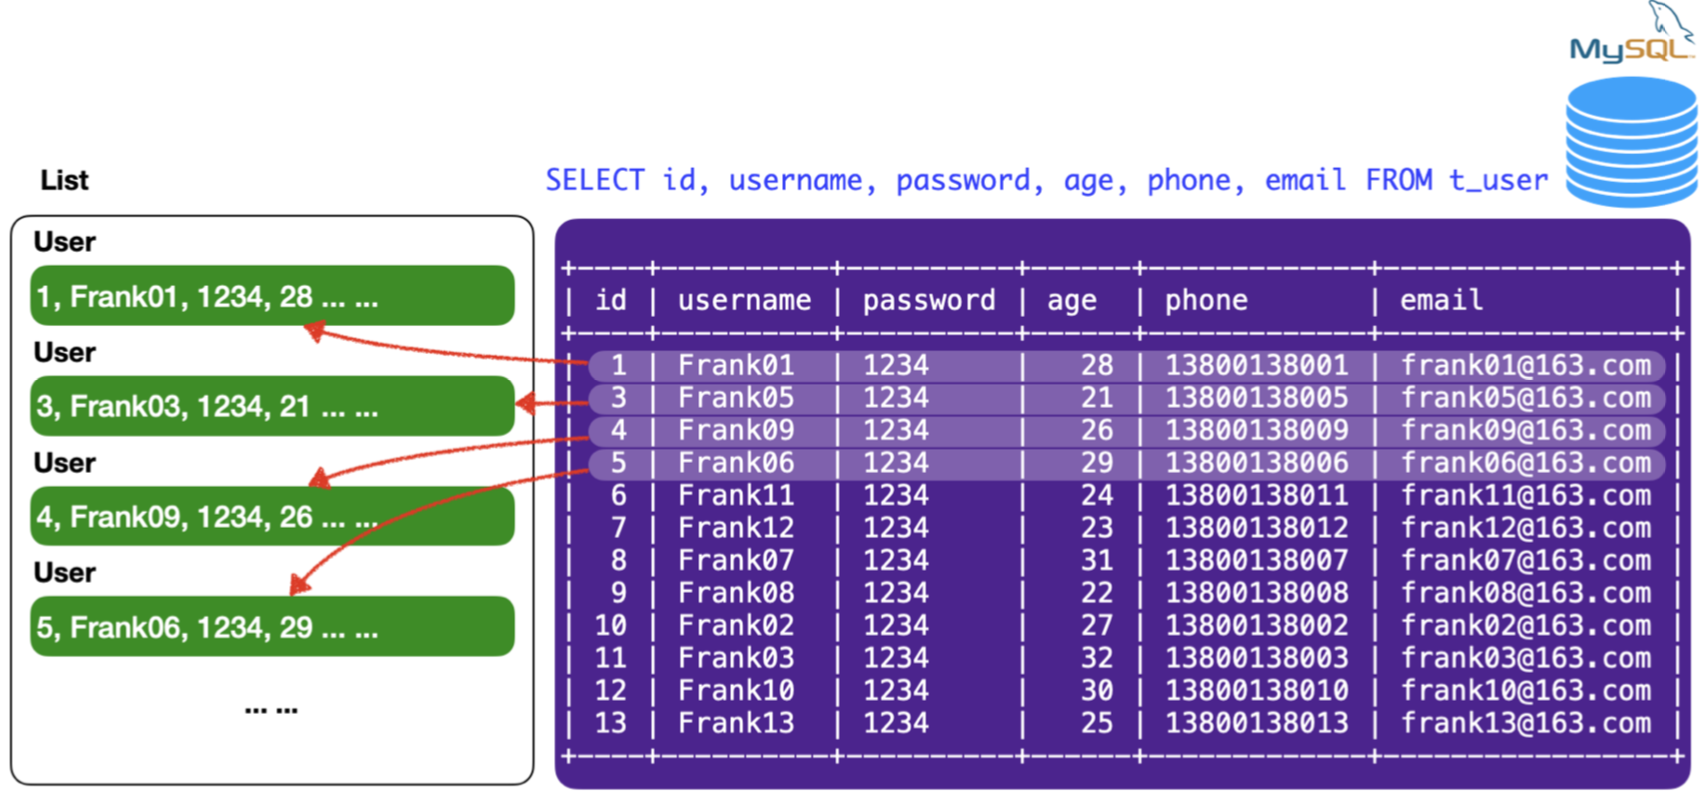 MySQL
List
SELECT id, username, password, age, phone, email FROM t_user
User
1, Frank01, 1234, 28 ... ...
User
3, Frank03, 1234, 21 ... ...
User
4, Frank09, 1234, 26 ... ...
User
5, Frank06, 1234, 29 ... ...
... ...
+----+----------+----------+------+-------------+-----------------+
| id | username | password | age | phone | email |
+----+----------+----------+------+-------------+-----------------+
| 1 | Frank01 | 1234 | 28 | 13800138001 | frank01@163.com |
| 3 | Frank05 | 1234 | 21 | 13800138005 | frank05@163.com |
| 4 | Frank09 | 1234 | 26 | 13800138009 | frank09@163.com |
| 5 | Frank06 | 1234 | 29 | 13800138006 | frank06@163.com |
| 6 | Frank11 | 1234 | 24 | 13800138011 | frank11@163.com |
| 7 | Frank12 | 1234 | 23 | 13800138012 | frank12@163.com |
| 8 | Frank07 | 1234 | 31 | 13800138007 | frank07@163.com |
| 9 | Frank08 | 1234 | 22 | 13800138008 | frank08@163.com |
| 10 | Frank02 | 1234 | 27 | 13800138002 | frank02@163.com |
| 11 | Frank03 | 1234 | 32 | 13800138003 | frank03@163.com |
| 12 | Frank10 | 1234 | 30 | 13800138010 | frank10@163.com |
| 13 | Frank13 | 1234 | 25 | 13800138013 | frank13@163.com |
+----+----------+----------+------+-------------+-----------------+